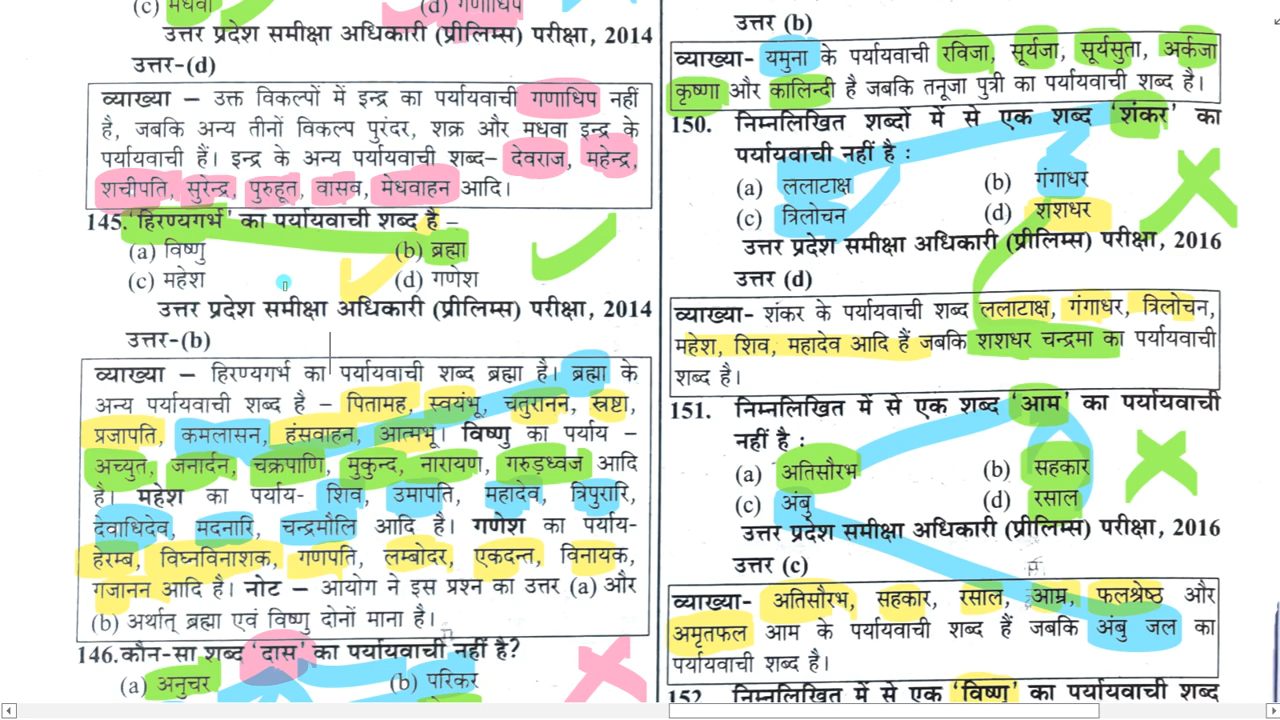 (c) मधवा (d) गणाधिप
उत्तर प्रदेश समीक्षा अधिकारी (प्रीलिम्स) परीक्षा, 2014
उत्तर-(d)
व्याख्या – उक्त विकल्पों में इन्द्र का पर्यायवाची गणाधिप नहीं
है, जबकि अन्य तीनों विकल्प पुरंदर, शक्र और मधवा इन्द्र के
पर्यायवाची हैं। इन्द्र के अन्य पर्यायवाची शब्द– देवराज, महेन्द्र,
शचीपति, सुरेन्द्र, पुरुहूत, वासव, मेधवाहन आदि।
145. 'हिरण्यगर्भ' का पर्यायवाची शब्द है –
(a) विष्णु (b) ब्रह्मा
(c) महेश (d) गणेश
उत्तर प्रदेश समीक्षा अधिकारी (प्रीलिम्स) परीक्षा, 2014
उत्तर-(b)
व्याख्या – हिरण्यगर्भ का पर्यायवाची शब्द ब्रह्मा है। ब्रह्मा के
अन्य पर्यायवाची शब्द है – पितामह, स्वयंभू, चतुरानन, स्रष्टा,
प्रजापति, कमलासन, हंसवाहन, आत्मभू। विष्णु का पर्याय –
अच्युत, जनार्दन, चक्रपाणि, मुकुन्द, नारायण, गरुड़ध्वज आदि
है। महेश का पर्याय- शिव, उमापति, महादेव, त्रिपुरारि,
देवाधिदेव, मदनारि, चन्द्रमौलि आदि है। गणेश का पर्याय-
हेरम्ब, विघ्नविनाशक, गणपति, लम्बोदर, एकदन्त, विनायक,
गजानन आदि है। नोट – आयोग ने इस प्रश्न का उत्तर (a) और
(b) अर्थात् ब्रह्मा एवं विष्णु दोनों माना है।
146. कौन-सा शब्द 'दास' का पर्यायवाची नहीं है?
(a) अनुचर (b) परिकर
उत्तर (b)
व्याख्या- यमुना के पर्यायवाची रविजा, सूर्यजा, सूर्यसुता, अर्कजा
कृष्णा और कालिन्दी है जबकि तनूजा पुत्री का पर्यायवाची शब्द है।
150. निम्नलिखित शब्दों में से एक शब्द 'शंकर' का
पर्यायवाची नहीं है :
(a) ललाटाक्ष (b) गंगाधर
(c) त्रिलोचन (d) शशधर
उत्तर प्रदेश समीक्षा अधिकारी (प्रीलिम्स) परीक्षा, 2016
उत्तर (d)
व्याख्या- शंकर के पर्यायवाची शब्द ललाटाक्ष, गंगाधर, त्रिलोचन,
महेश, शिव, महादेव आदि हैं जबकि शशधर चन्द्रमा का पर्यायवाची
शब्द है।
151. निम्नलिखित में से एक शब्द 'आम' का पर्यायवाची
नहीं है :
(a) अतिसौरभ (b) सहकार
(c) अंबु (d) रसाल
उत्तर प्रदेश समीक्षा अधिकारी (प्रीलिम्स) परीक्षा, 2016
उत्तर (c)
व्याख्या- अतिसौरभ, सहकार, रसाल, आम्र, फलश्रेष्ठ और
अमृतफल आम के पर्यायवाची शब्द हैं जबकि अंबु जल का
पर्यायवाची शब्द है।
152 निम्नलिखित में से एक 'विष्णु' का पर्यायवाची शब्द